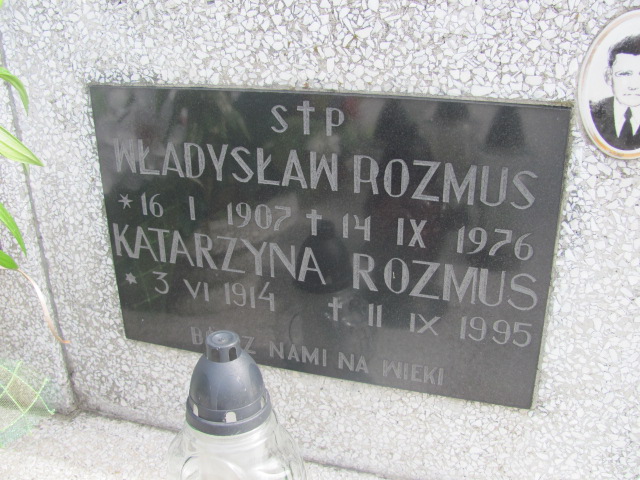 S†P
WŁADYSŁAW ROZMUS
* 16 I 1907 † 14 IX 1976
KATARZYNA ROZMUS
* 3 VI 1914 † 11 IX 1995
Z NAMI NA WIEKI